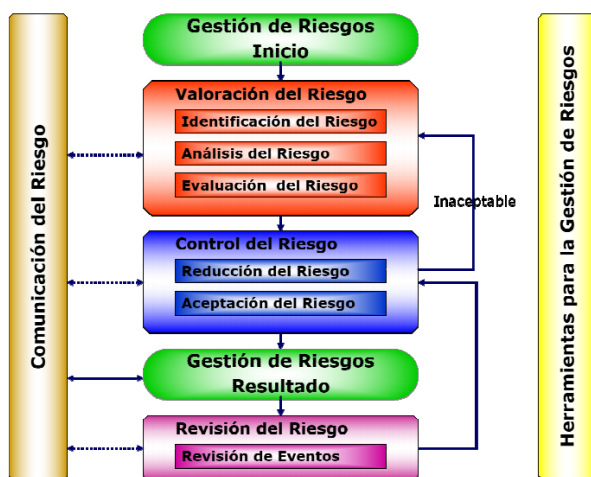 Comunicación del Riesgo
Gestión de Riesgos
Inicio
Valoración del Riesgo
Identificación del Riesgo
Análisis del Riesgo
Evaluación del Riesgo
Inaceptable
Control del Riesgo
Reducción del Riesgo
Aceptación del Riesgo
Gestión de Riesgos
Resultado
Revisión del Riesgo
Revisión de Eventos
Herramientas para la Gestión de Riesgos